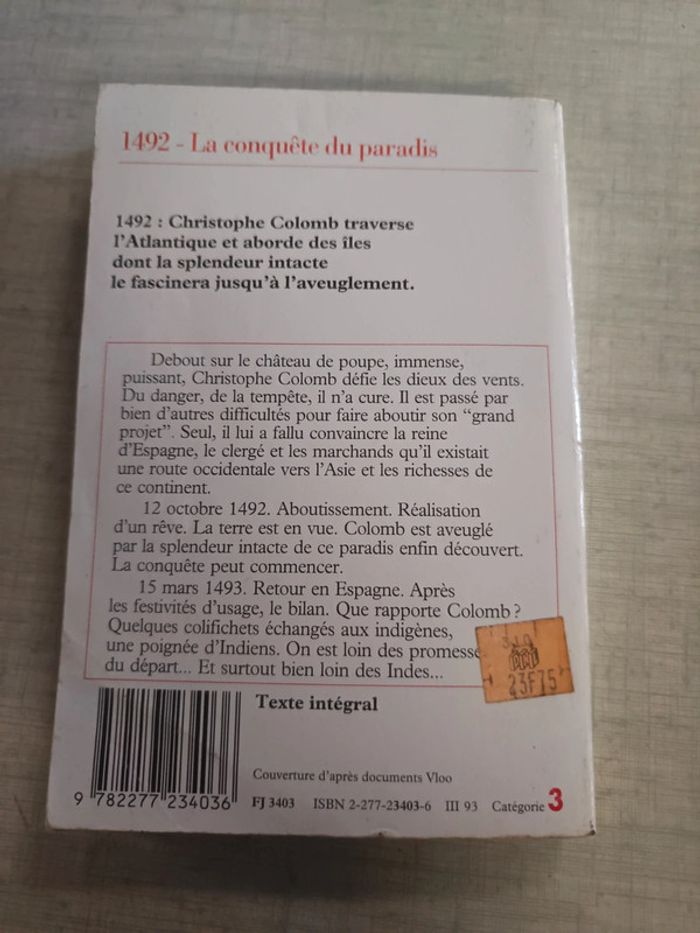 1492 - La conquête du paradis
1492 : Christophe Colomb traverse
l'Atlantique et aborde des îles
dont la splendeur intacte
le fascinera jusqu'à l'aveuglement.
Debout sur le château de poupe, immense,
puissant, Christophe Colomb défie les dieux des vents.
Du danger, de la tempête, il n'a cure. Il est passé par
bien d'autres difficultés pour faire aboutir son “grand
projet”. Seul, il lui a fallu convaincre la reine
d'Espagne, le clergé et les marchands qu'il existait
une route occidentale vers l'Asie et les richesses de
ce continent.
12 octobre 1492. Aboutissement. Réalisation
d'un rêve. La terre est en vue. Colomb est aveuglé
par la splendeur intacte de ce paradis enfin découvert.
La conquête peut commencer.
15 mars 1493. Retour en Espagne. Après
les festivités d'usage, le bilan. Que rapporte Colomb ?
Quelques colifichets échangés aux indigènes,
une poignée d'Indiens. On est loin des promesse
du départ... Et surtout bien loin des Indes...
23F75
Texte intégral
Couverture d'après documents Vloo
9 782277 234036
FJ 3403 ISBN 2-277-23403-6 III 93 Catégorie 3